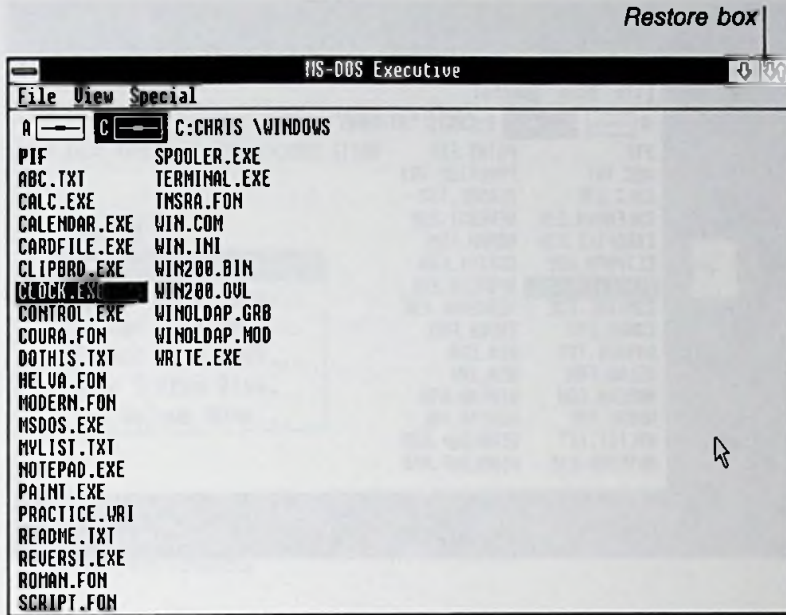 Restore box
MS-DOS Executive
File View Special
A C C:CHRIS \WINDOWS
PIF SPOOLER.EXE
ABC.TXT TERMINAL.EXE
CALC.EXE TMSRA.FON
CALENDAR.EXE WIN.COM
CARDFILE.EXE WIN.INI
CLIPBRD.EXE WIN200.BIN
CLOCK.EXE WIN200.OVL
CONTROL.EXE WINOLDAP.GRB
COURA.FON WINOLDAP.MOD
DOTHIS.TXT WRITE.EXE
HELVA.FON
MODERN.FON
MSDOS.EXE
MYLIST.TXT
NOTEPAD.EXE
PAINT.EXE
PRACTICE.WRI
README.TXT
REVERSI.EXE
ROMAN.FON
SCRIPT.FON